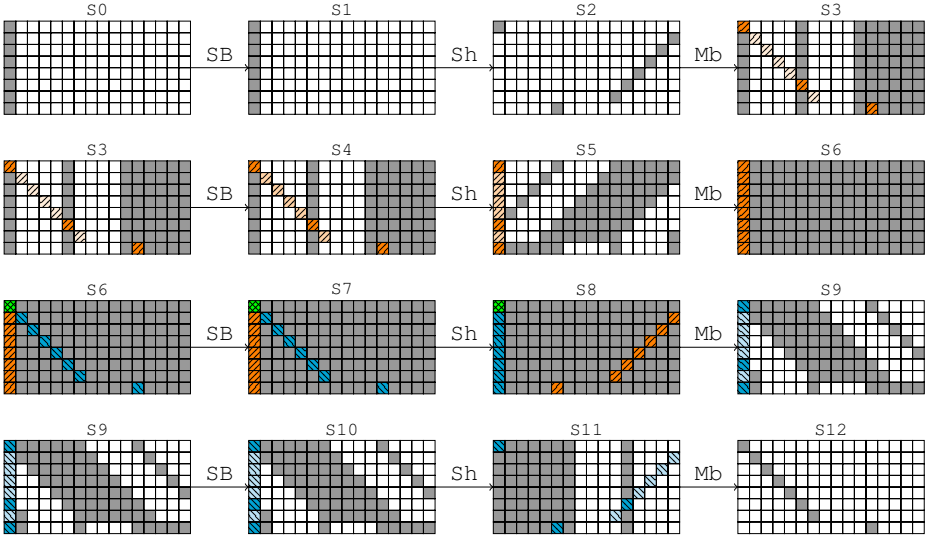 S0 S1 S2 S3
SB Sh Mb
S3 S4 S5 S6
SB Sh Mb
S6 S7 S8 S9
SB Sh Mb
S9 S10 S11 S12
SB Sh Mb